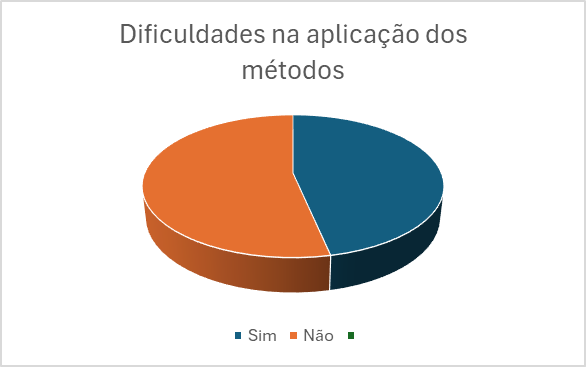 Dificuldades na aplicação dos
métodos
Sim Não